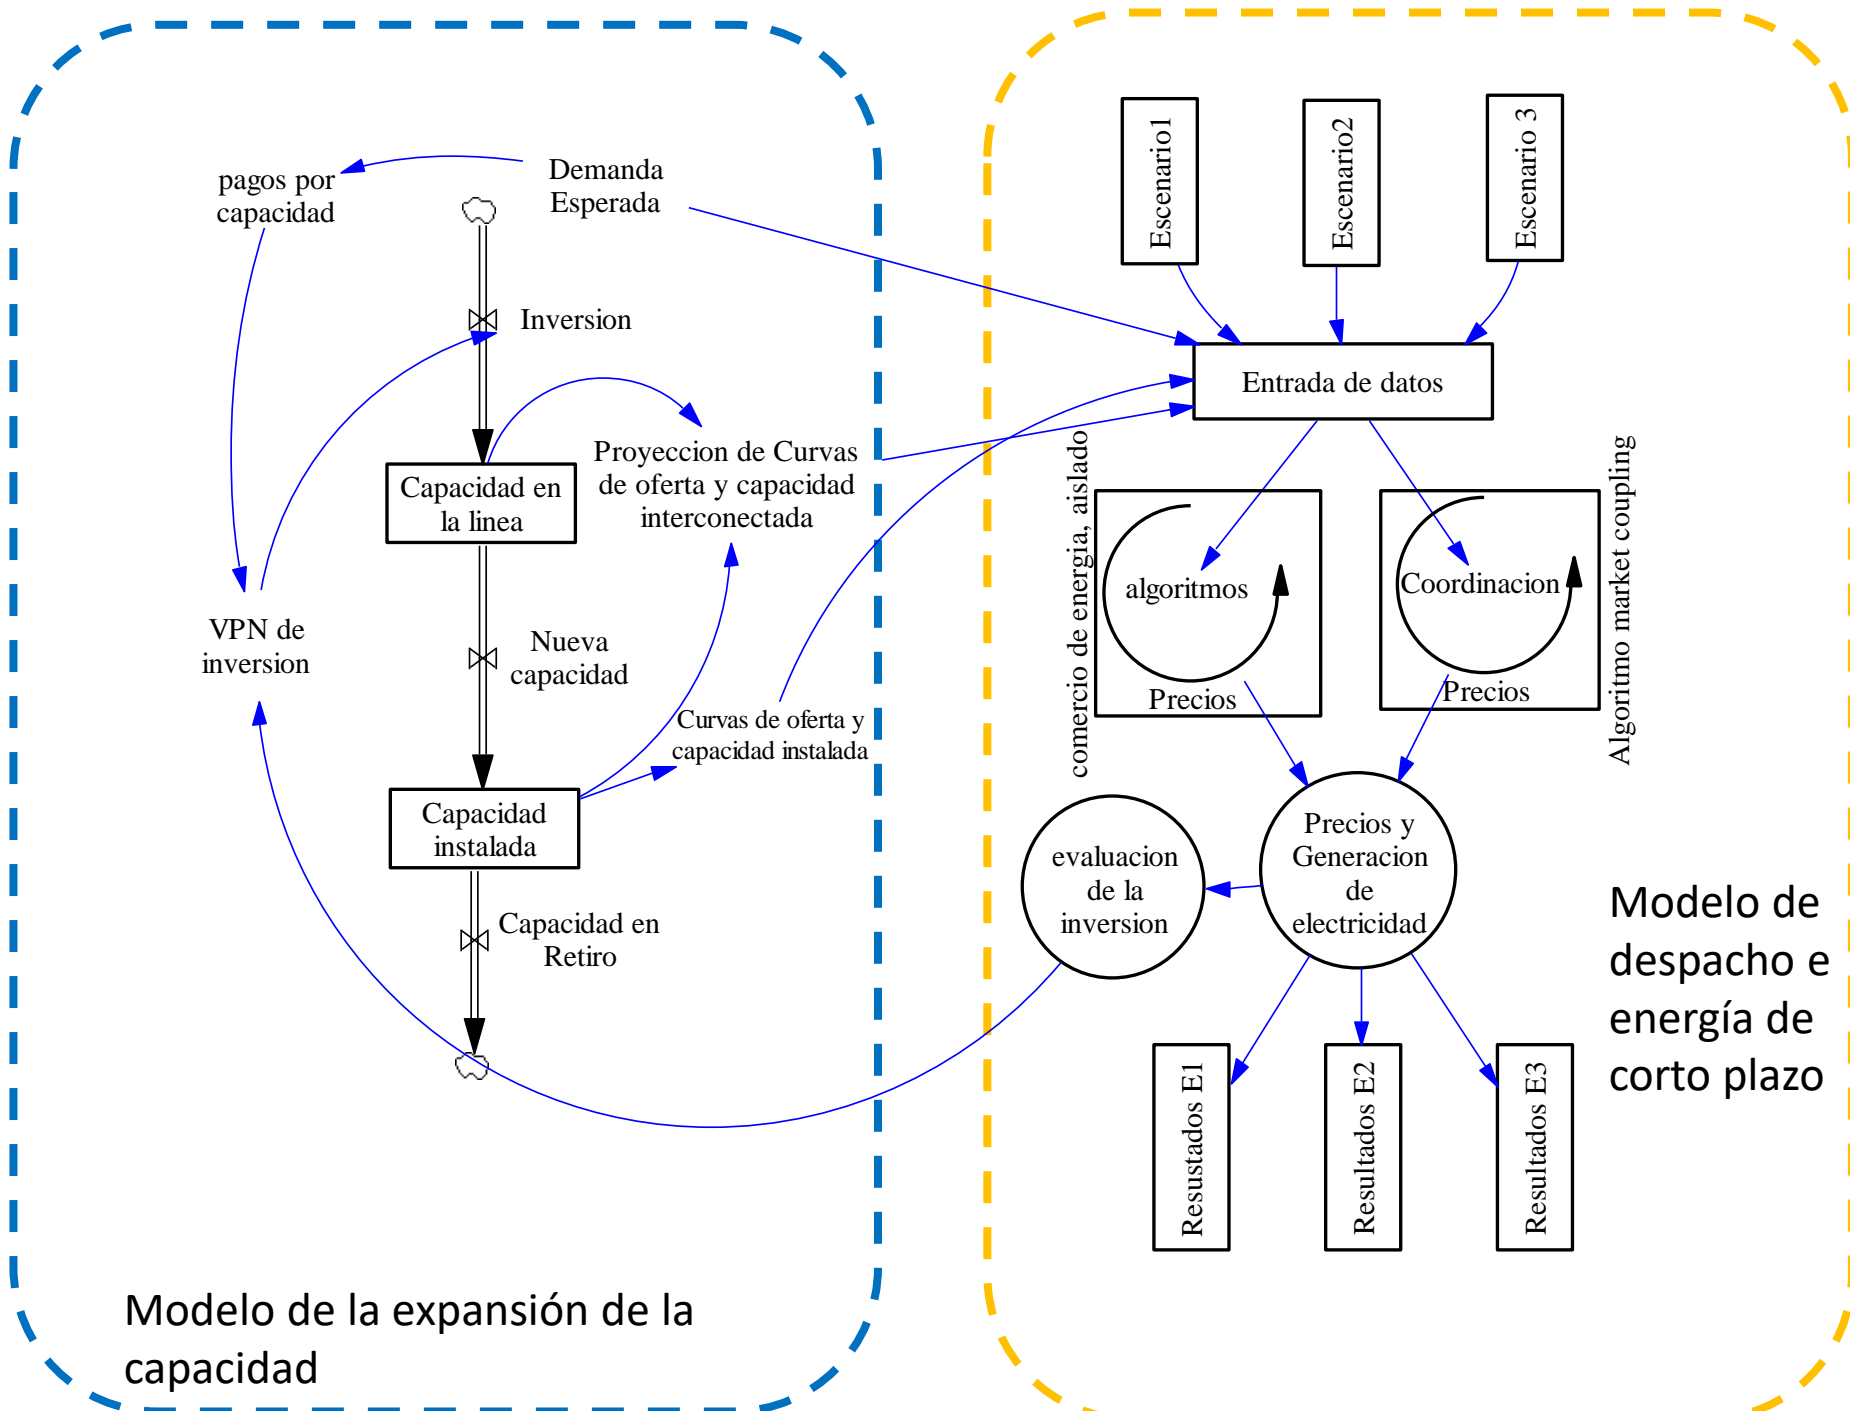 pagos por
capacidad
Demanda
Esperada
Inversion
Proyeccion de Curvas
de oferta y capacidad
interconectada
Capacidad en
la linea
VPN de
inversion
Nueva
capacidad
Curvas de oferta y
capacidad instalada
Capacidad
instalada
Capacidad en
Retiro
Modelo de la expansión de la
capacidad
Escenario1
Escenario2
Escenario 3
Entrada de datos
comercio de energia, aislado
algoritmos
Precios
Coordinacion
Precios
Algoritmo market coupling
evaluacion
de la
inversion
Precios y
Generacion
de
electricidad
Modelo de
despacho e
energía de
corto plazo
Resustados E1
Resultados E2
Resultados E3